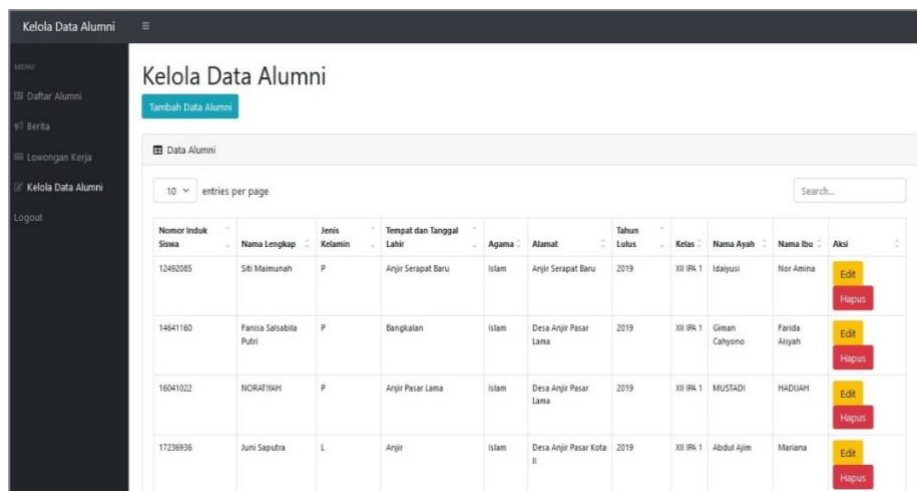 Kelola Data Alumni
MENU
Daftar Alumni
Berita
Lowongan Kerja
Kelola Data Alumni
Logout
Kelola Data Alumni
Tambah Data Alumni
Data Alumni
10 entries per page
Search...
Nomor Induk Siswa Nama Lengkap Jenis Kelamin Tempat dan Tanggal Lahir Agama Alamat Tahun Lulus Kelas Nama Ayah Nama Ibu Aksi
12492085 Siti Maimunah P Anjir Serapat Baru Islam Anjir Serapat Baru 2019 XII IPA 1 Idaiyusi Nor Amina Edit
Hapus
14641160 Fanisa Salsabila Putri P Bangkalan Islam Desa Anjir Pasar Lama 2019 XII IPA 1 Giman Cahyono Farida Aisyah Edit
Hapus
16041022 NORATIYAH P Anjir Pasar Lama Islam Desa Anjir Pasar Lama 2019 XII IPA 1 MUSTADI HADIJAH Edit
Hapus
17236936 Juni Saputra L Anjir Islam Desa Anjir Pasar Kota II 2019 XII IPA 1 Abdul Ajim Mariana Edit
Hapus